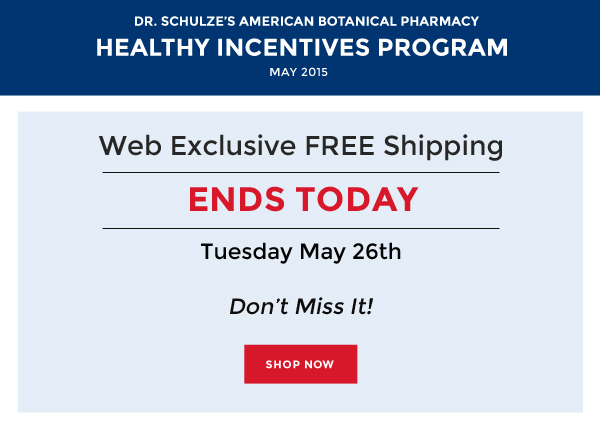 DR. SCHULZE'S AMERICAN BOTANICAL PHARMACY
HEALTHY INCENTIVES PROGRAM
MAY 2015
Web Exclusive FREE Shipping
ENDS TODAY
Tuesday May 26th
Don't Miss It!
SHOP NOW